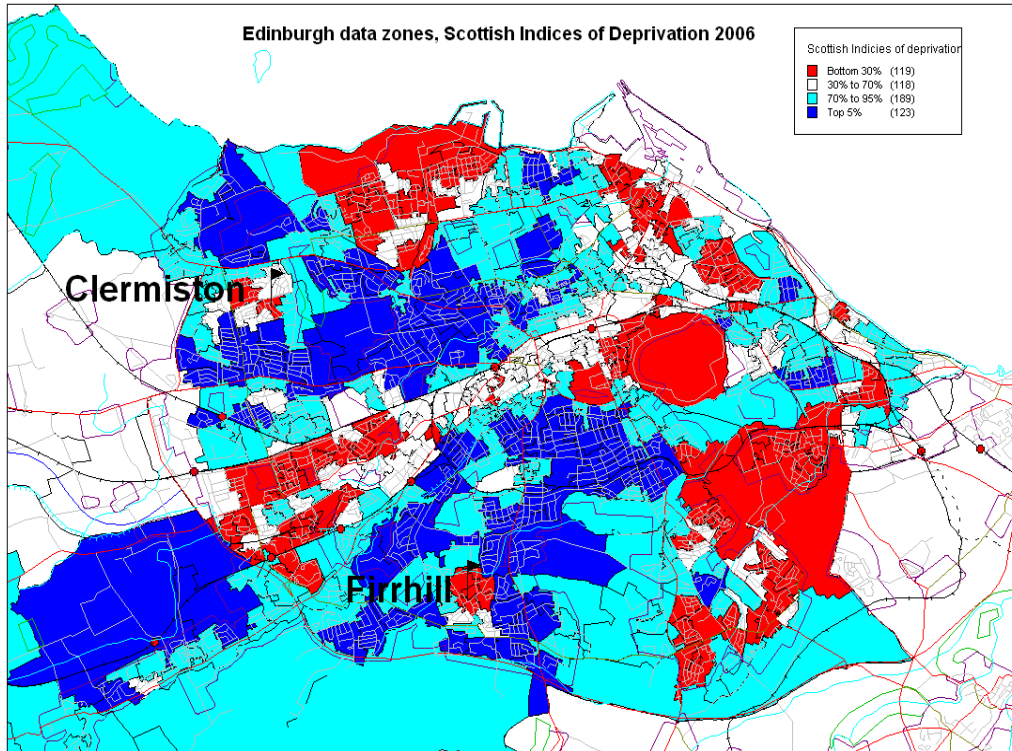 Edinburgh data zones, Scottish Indices of Deprivation 2006
Scottish Indicies of deprivation
Bottom 30% (119)
30% to 70% (118)
70% to 95% (189)
Top 5% (123)
Clermiston
Firrhill